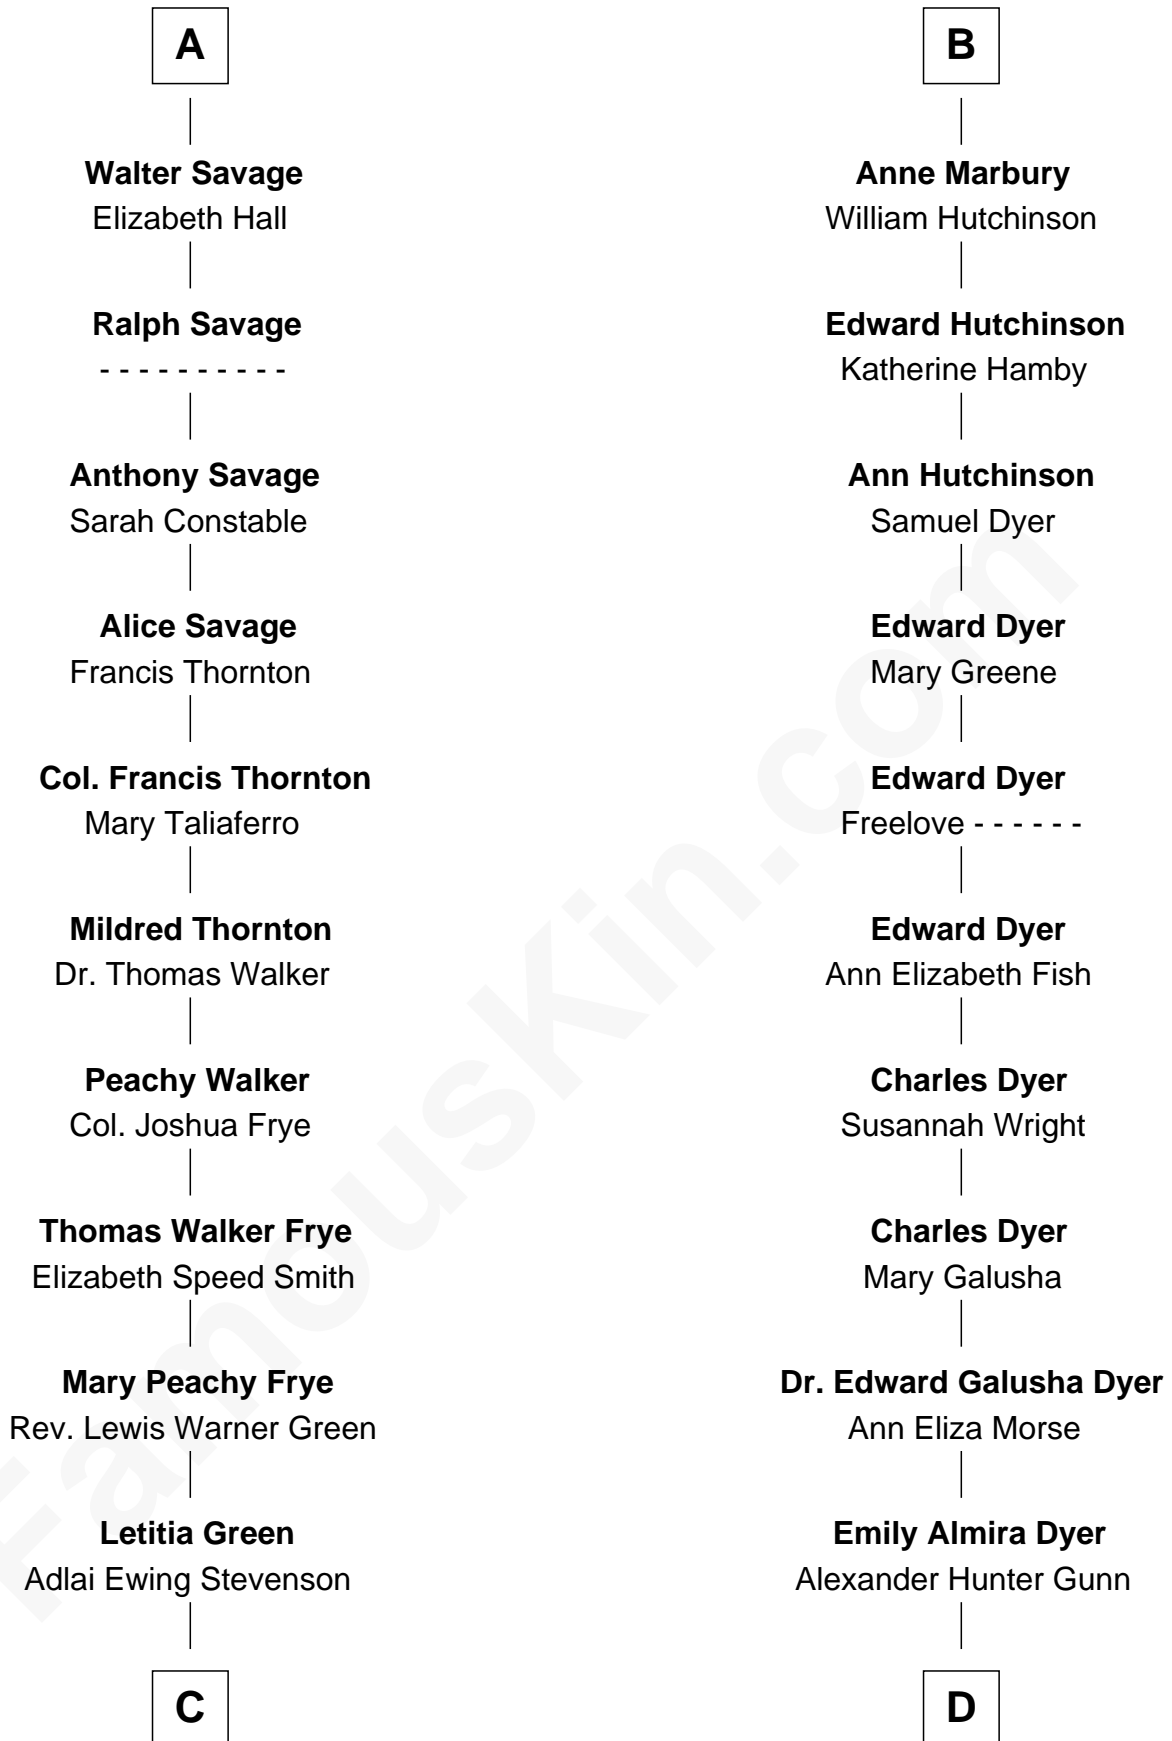 A
Walter Savage
Elizabeth Hall
Ralph Savage
- - - - - - - - - -
Anthony Savage
Sarah Constable
Alice Savage
Francis Thornton
Col. Francis Thornton
Mary Taliaferro
Mildred Thornton
Dr. Thomas Walker
Peachy Walker
Col. Joshua Frye
Thomas Walker Frye
Elizabeth Speed Smith
Mary Peachy Frye
Rev. Lewis Warner Green
Letitia Green
Adlai Ewing Stevenson
C
B
Anne Marbury
William Hutchinson
Edward Hutchinson
Katherine Hamby
Ann Hutchinson
Samuel Dyer
Edward Dyer
Mary Greene
Edward Dyer
Freelove - - - - - -
Edward Dyer
Ann Elizabeth Fish
Charles Dyer
Susannah Wright
Charles Dyer
Mary Galusha
Dr. Edward Galusha Dyer
Ann Eliza Morse
Emily Almira Dyer
Alexander Hunter Gunn
D
FamousKin.com